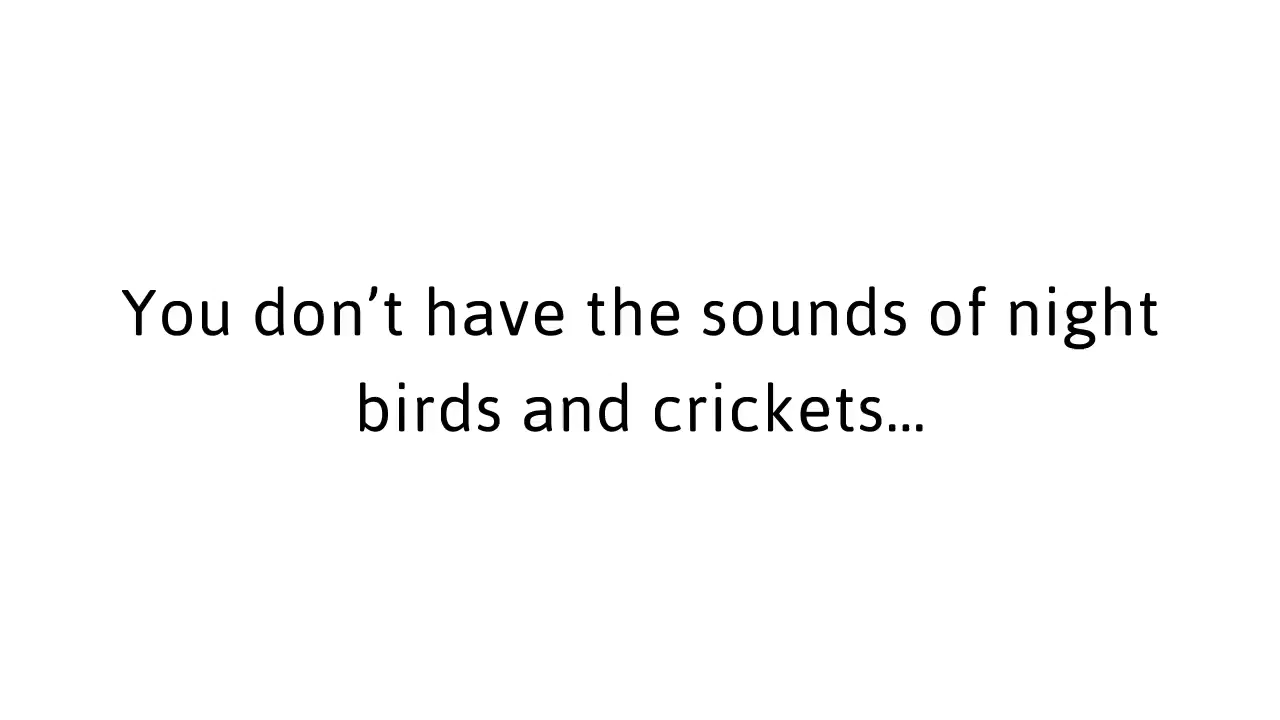 You don’t have the sounds of night
birds and crickets…